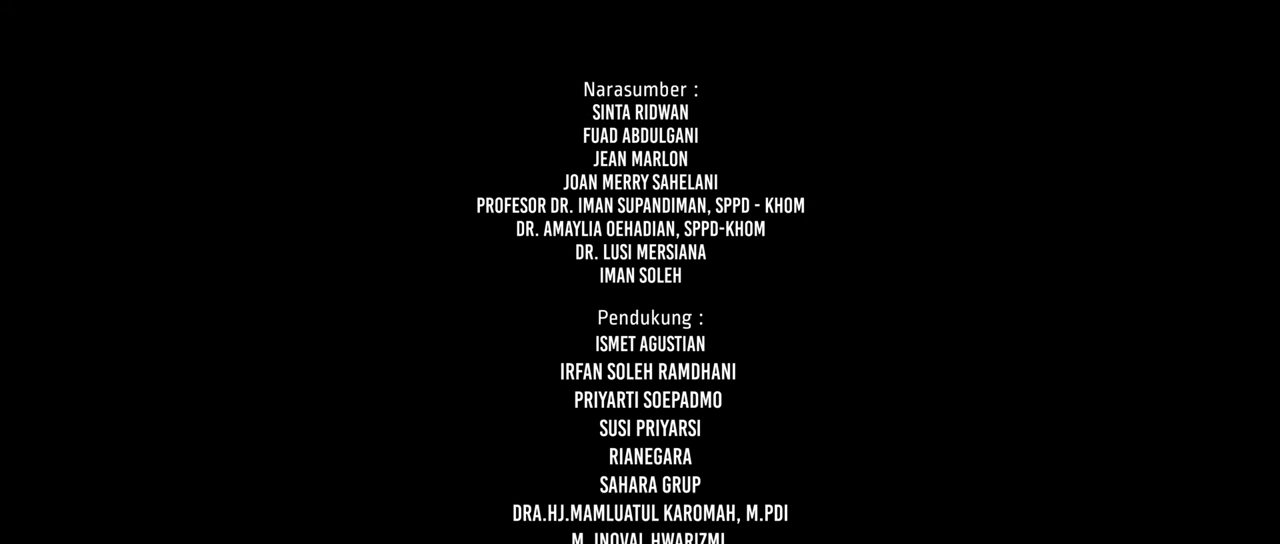 Narasumber :
SINTA RIDWAN
FUAD ABDULGANI
JEAN MARLON
JOAN MERRY SAHELANI
PROFESOR DR. IMAN SUPANDIMAN, SPPD - KHOM
DR. AMAYLIA OEHADIAN, SPPD-KHOM
DR. LUSI MERSIANA
IMAN SOLEH
Pendukung :
ISMET AGUSTIAN
IRFAN SOLEH RAMDHANI
PRIYARTI SOEPADMO
SUSI PRIYARSI
RIANEGARA
SAHARA GRUP
DRA.HJ.MAMLUATUL KAROMAH, M.PDI
M. INOVAL HWARIZMI